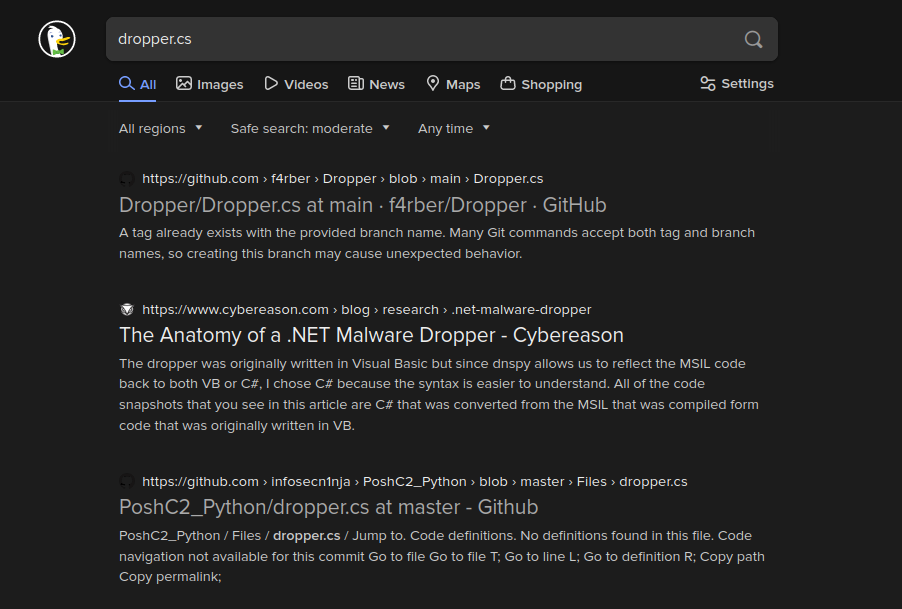 dropper.cs
All Images Videos News Maps Shopping Settings
All regions Safe search: moderate Any time
https://github.com › f4rber › Dropper › blob › main › Dropper.cs
Dropper/Dropper.cs at main · f4rber/Dropper · GitHub
A tag already exists with the provided branch name. Many Git commands accept both tag and branch
names, so creating this branch may cause unexpected behavior.
https://www.cybereason.com › blog › research › .net-malware-dropper
The Anatomy of a .NET Malware Dropper - Cybereason
The dropper was originally written in Visual Basic but since dnspy allows us to reflect the MSIL code
back to both VB or C#, I chose C# because the syntax is easier to understand. All of the code
snapshots that you see in this article are C# that was converted from the MSIL that was compiled form
code that was originally written in VB.
https://github.com › infosecn1nja › PoshC2_Python › blob › master › Files › dropper.cs
PoshC2_Python/dropper.cs at master - Github
PoshC2_Python / Files / dropper.cs / Jump to. Code definitions. No definitions found in this file. Code
navigation not available for this commit Go to file Go to file T; Go to line L; Go to definition R; Copy path
Copy permalink;